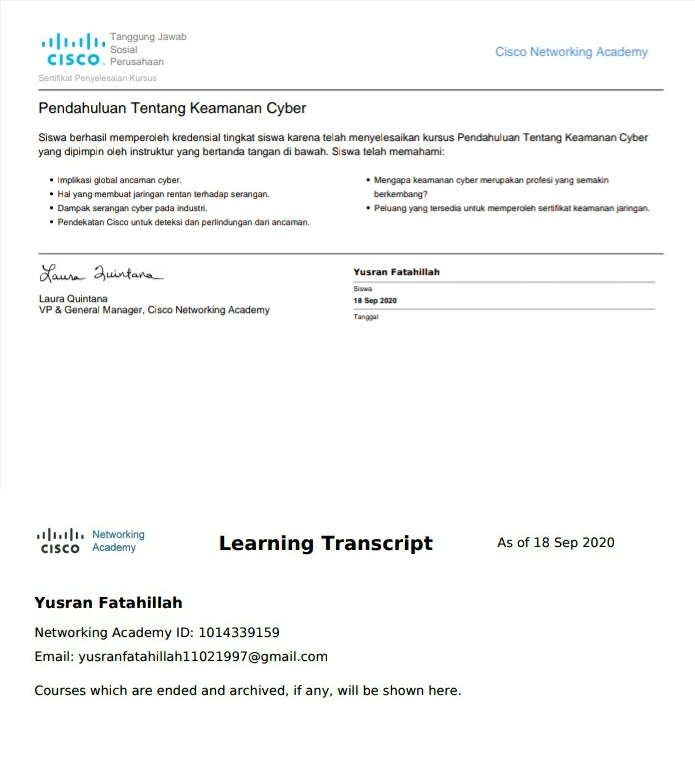 Tanggung Jawab
Sosial
Perusahaan
CISCO
Cisco Networking Academy
Sertifikat Penyelesaian Kursus
Pendahuluan Tentang Keamanan Cyber
Siswa berhasil memperoleh kredensial tingkat siswa karena telah menyelesaikan kursus Pendahuluan Tentang Keamanan Cyber
yang dipimpin oleh instruktur yang bertanda tangan di bawah. Siswa telah memahami:
• Implikasi global ancaman cyber.
• Hal yang membuat jaringan rentan terhadap serangan.
• Dampak serangan cyber pada industri.
• Pendekatan Cisco untuk deteksi dan perlindungan dari ancaman.
• Mengapa keamanan cyber merupakan profesi yang semakin
berkembang?
• Peluang yang tersedia untuk memperoleh sertifikat keamanan jaringan.
Laura Quintana
Laura Quintana
VP & General Manager, Cisco Networking Academy
Yusran Fatahillah
Siswa
18 Sep 2020
Tanggal
CISCO
Networking
Academy
Learning Transcript
As of 18 Sep 2020
Yusran Fatahillah
Networking Academy ID: 1014339159
Email: yusranfatahillah11021997@gmail.com
Courses which are ended and archived, if any, will be shown here.